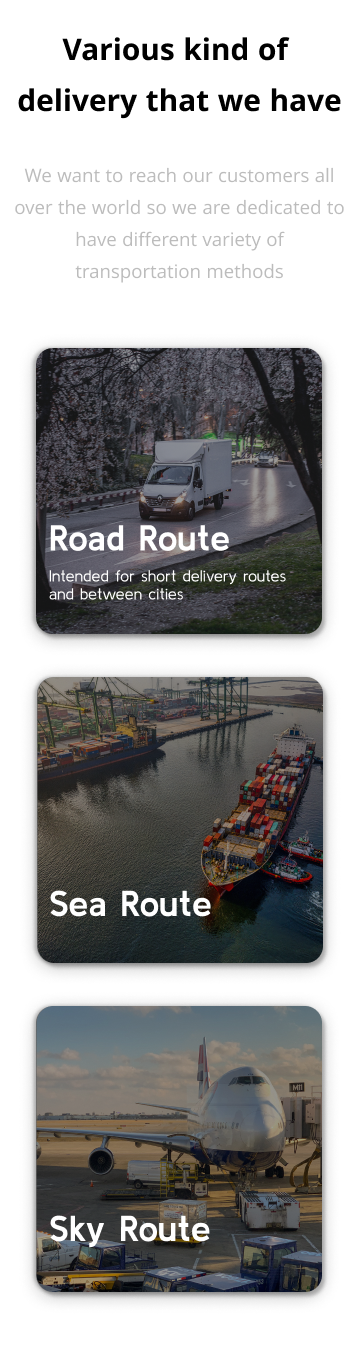 Various kind of
delivery that we have
We want to reach our customers all
over the world so we are dedicated to
have different variety of
transportation methods
Road Route
Intended for short delivery routes
and between cities
Sea Route
M11
Sky Route